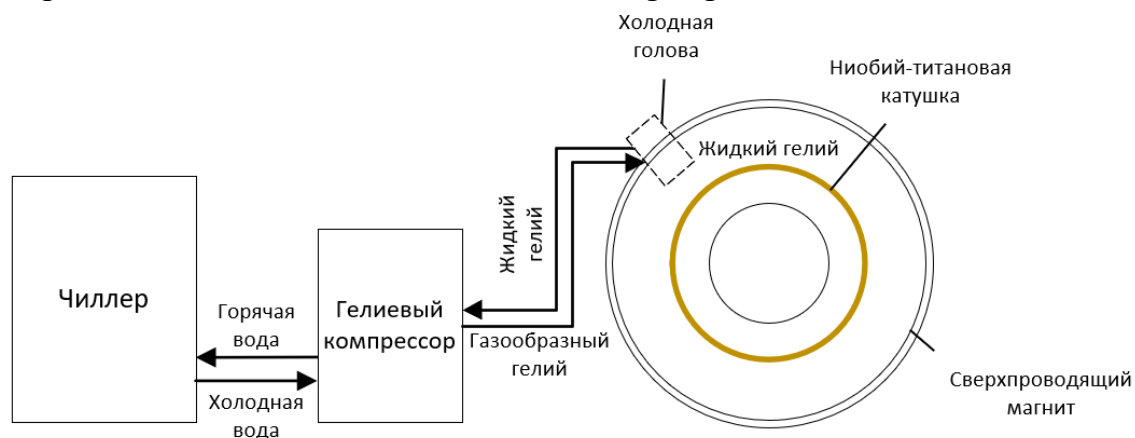 Холодная
голова
Ниобий-титановая
катушка
Жидкий гелий
Жидкий
гелий
Чиллер
Горячая
вода
Гелиевый
компрессор
Газообразный
гелий
Холодная
вода
Сверхпроводящий
магнит